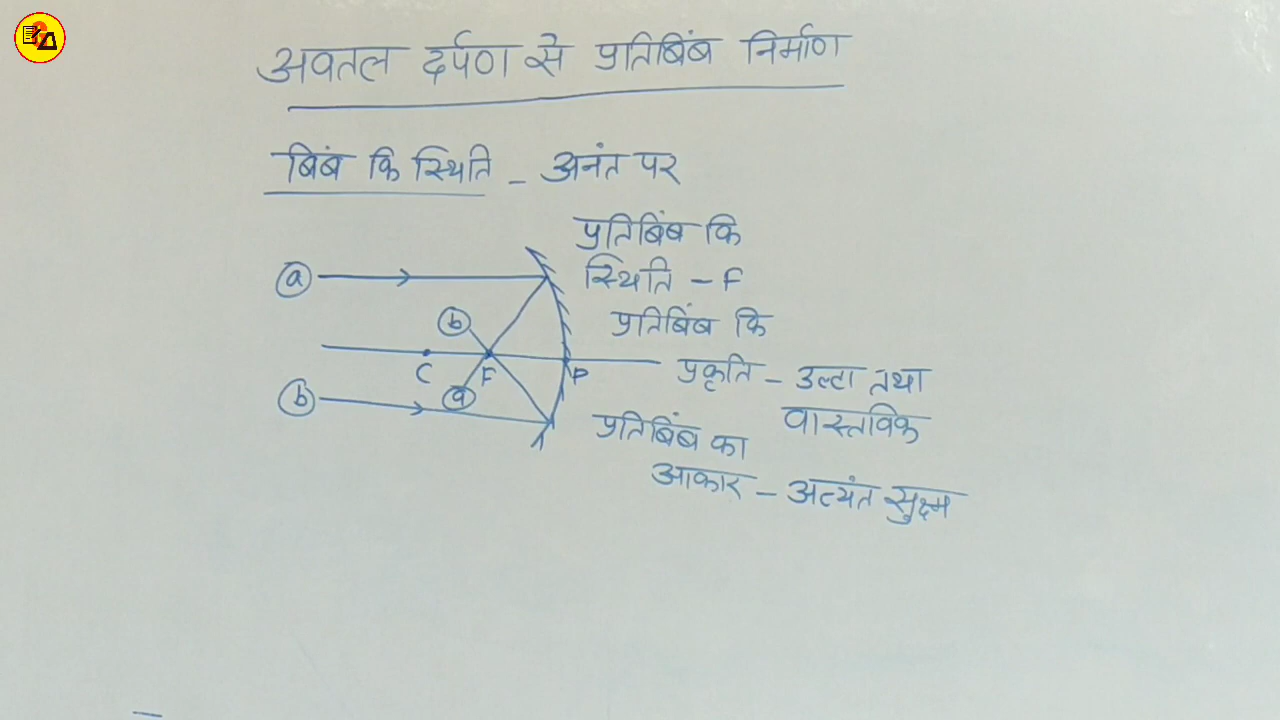 अवतल दर्पण से प्रतिबिंब निर्माण
बिंब कि स्थिति - अनंत पर
प्रतिबिंब कि
स्थिति - F
प्रतिबिंब कि
प्रकृति - उल्टा तथा
वास्तविक
प्रतिबिंब का
आकार - अत्यंत सुक्ष्म
a
b
C
F
P
a
b